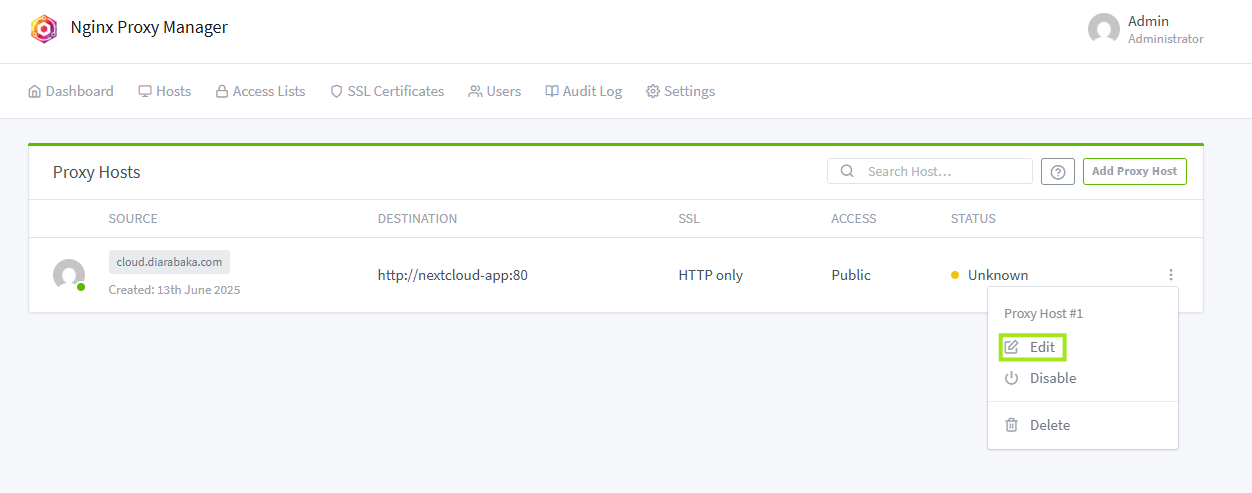 Nginx Proxy Manager
Admin
Administrator
Dashboard Hosts Access Lists SSL Certificates Users Audit Log Settings
Proxy Hosts Search Host… Add Proxy Host
SOURCE DESTINATION SSL ACCESS STATUS
cloud.diarabaka.com
http://nextcloud-app:80 HTTP only Public Unknown
Created: 13th June 2025
Proxy Host #1
Edit
Disable
Delete